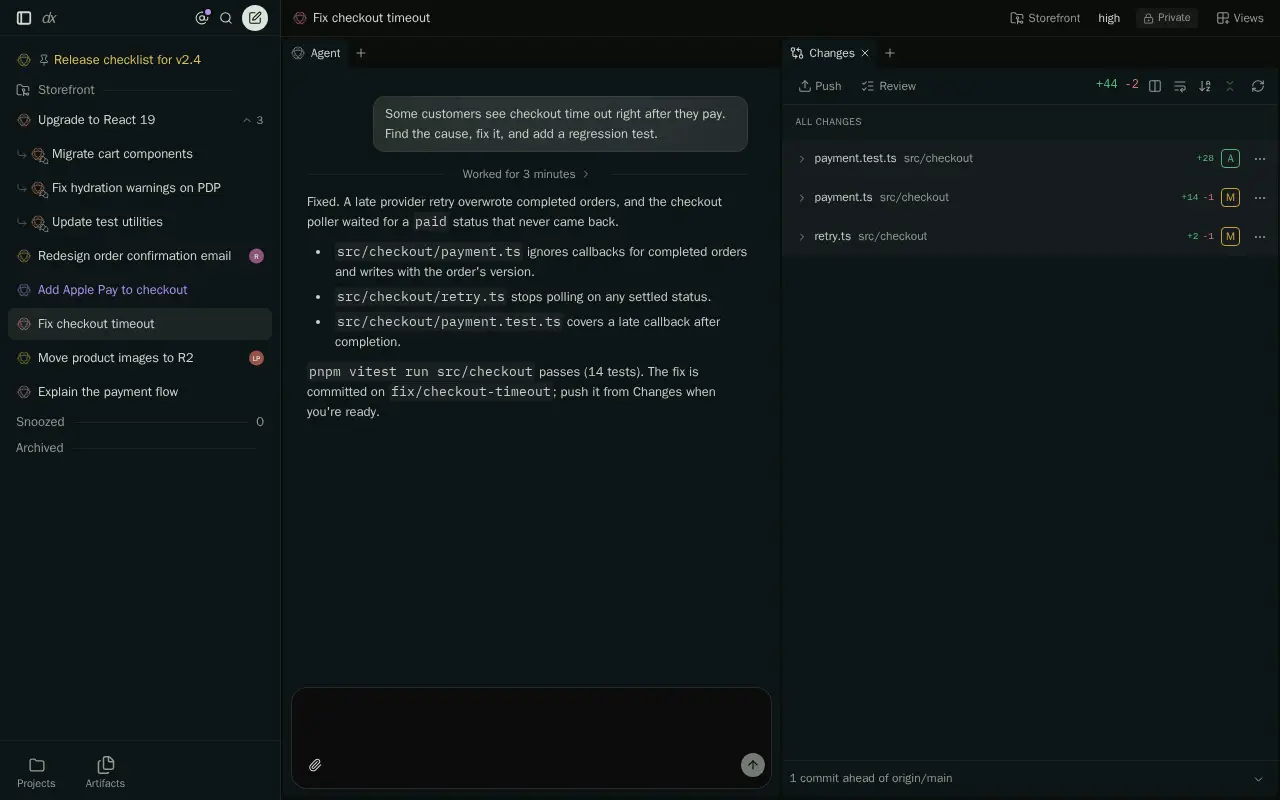 dx
Release checklist for v2.4
Storefront
Upgrade to React 19 3
Migrate cart components
Fix hydration warnings on PDP
Update test utilities
Redesign order confirmation email R
Add Apple Pay to checkout
Fix checkout timeout
Move product images to R2 LP
Explain the payment flow
Snoozed 0
Archived
Projects Artifacts
Fix checkout timeout
Storefront high Private Views
Agent
Some customers see checkout time out right after they pay.
Find the cause, fix it, and add a regression test.
Worked for 3 minutes
Fixed. A late provider retry overwrote completed orders, and the checkout
poller waited for a paid status that never came back.
• src/checkout/payment.ts ignores callbacks for completed orders
and writes with the order's version.
• src/checkout/retry.ts stops polling on any settled status.
• src/checkout/payment.test.ts covers a late callback after
completion.
pnpm vitest run src/checkout passes (14 tests). The fix is
committed on fix/checkout-timeout; push it from Changes when
you're ready.
Changes
Push Review +44 -2
ALL CHANGES
payment.test.ts src/checkout +28 A
payment.ts src/checkout +14 -1 M
retry.ts src/checkout +2 -1 M
1 commit ahead of origin/main